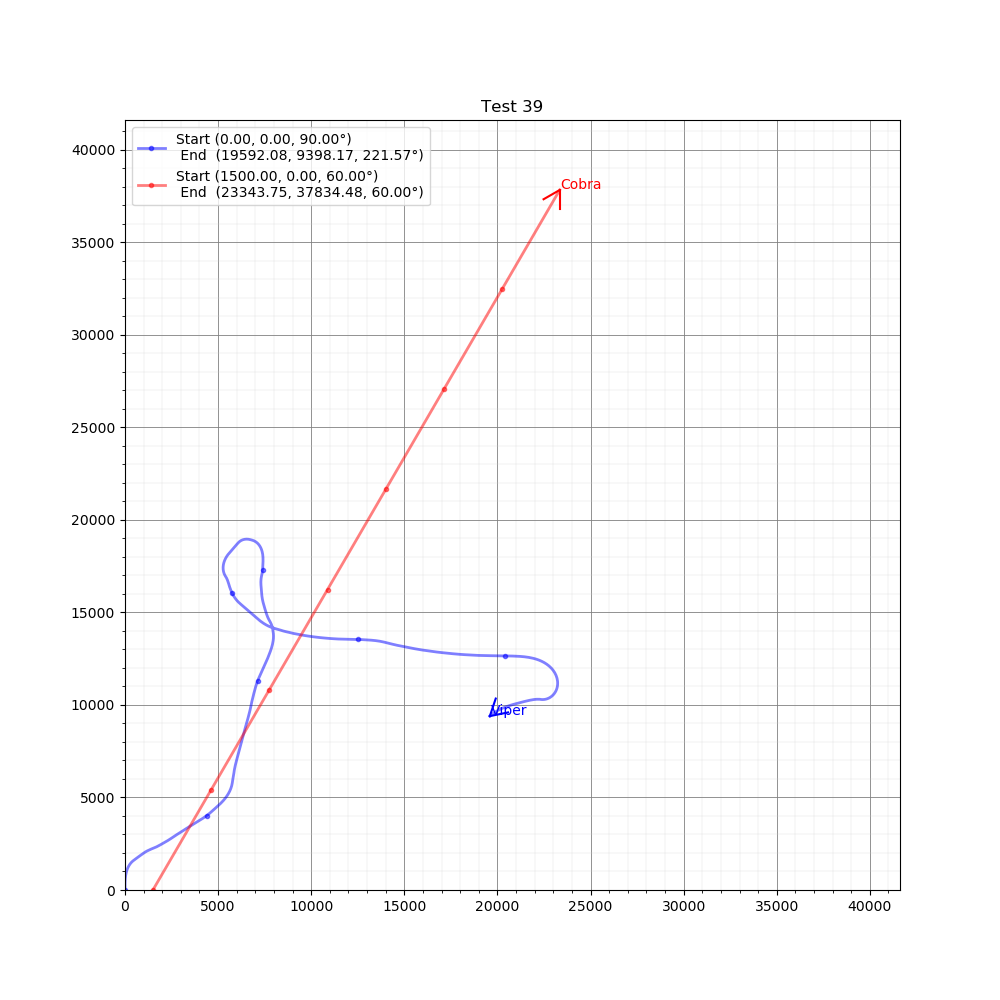 Test 39
Start (0.00, 0.00, 90.00°)
End (19592.08, 9398.17, 221.57°)
Start (1500.00, 0.00, 60.00°)
End (23343.75, 37834.48, 60.00°)
Cobra
Viper
40000
35000
30000
25000
20000
15000
10000
5000
0
0 5000 10000 15000 20000 25000 30000 35000 40000